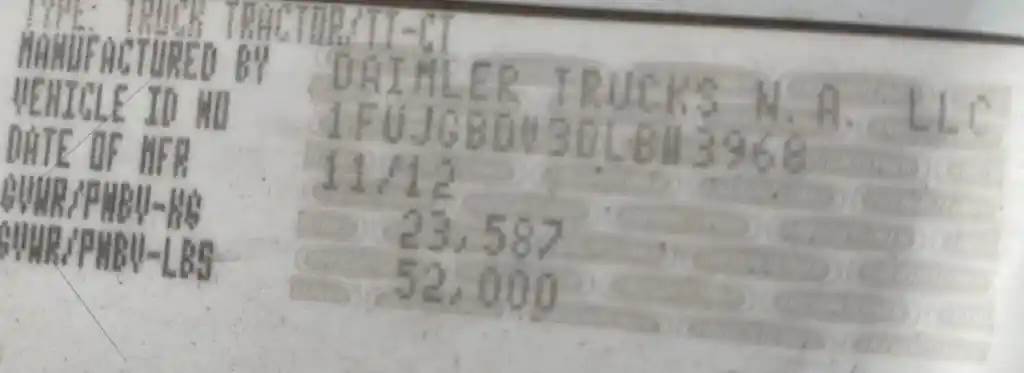 TYPE: TRUCK TRACTOR/TT-CT
MANUFACTURED BY DAIMLER TRUCKS N.A. LLC
VEHICLE ID NO 1FUJGBDV3DLBW3968
DATE OF MFR 11/12
GVWR/PNBV-KG 23,587
GVWR/PNBV-LBS 52,000